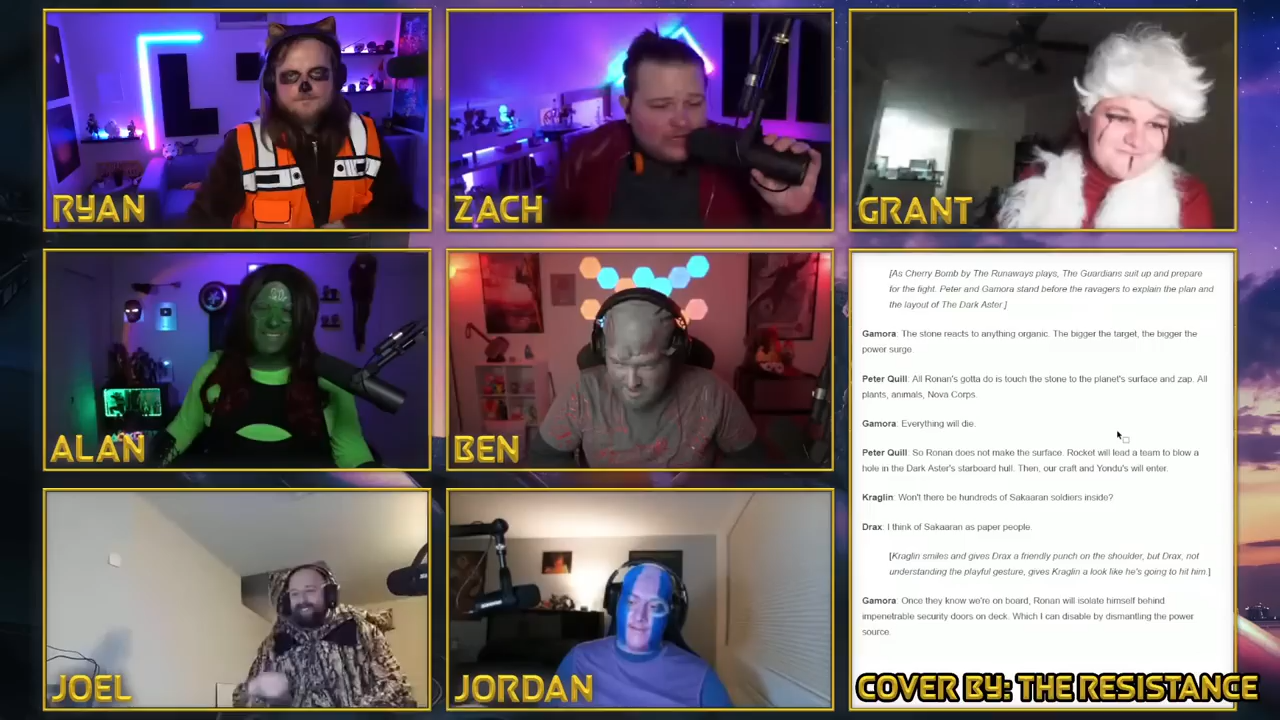 RYAN
ZACH
GRANT
ALAN
BEN
[As Cherry Bomb by The Runaways plays, The Guardians suit up and prepare
for the fight. Peter and Gamora stand before the ravagers to explain the plan and
the layout of The Dark Aster.]
Gamora: The stone reacts to anything organic. The bigger the target, the bigger the
power surge.
Peter Quill: All Ronan's gotta do is touch the stone to the planet's surface and zap. All
plants, animals, Nova Corps.
Gamora: Everything will die.
Peter Quill: So Ronan does not make the surface. Rocket will lead a team to blow a
hole in the Dark Aster's starboard hull. Then, our craft and Yondu's will enter.
Kraglin: Won't there be hundreds of Sakaaran soldiers inside?
Drax: I think of Sakaaran as paper people.
[Kraglin smiles and gives Drax a friendly punch on the shoulder, but Drax, not
understanding the playful gesture, gives Kraglin a look like he's going to hit him.]
Gamora: Once they know we're on board, Ronan will isolate himself behind
impenetrable security doors on deck. Which I can disable by dismantling the power
source.
JOEL
JORDAN
COVER BY: THE RESISTANCE